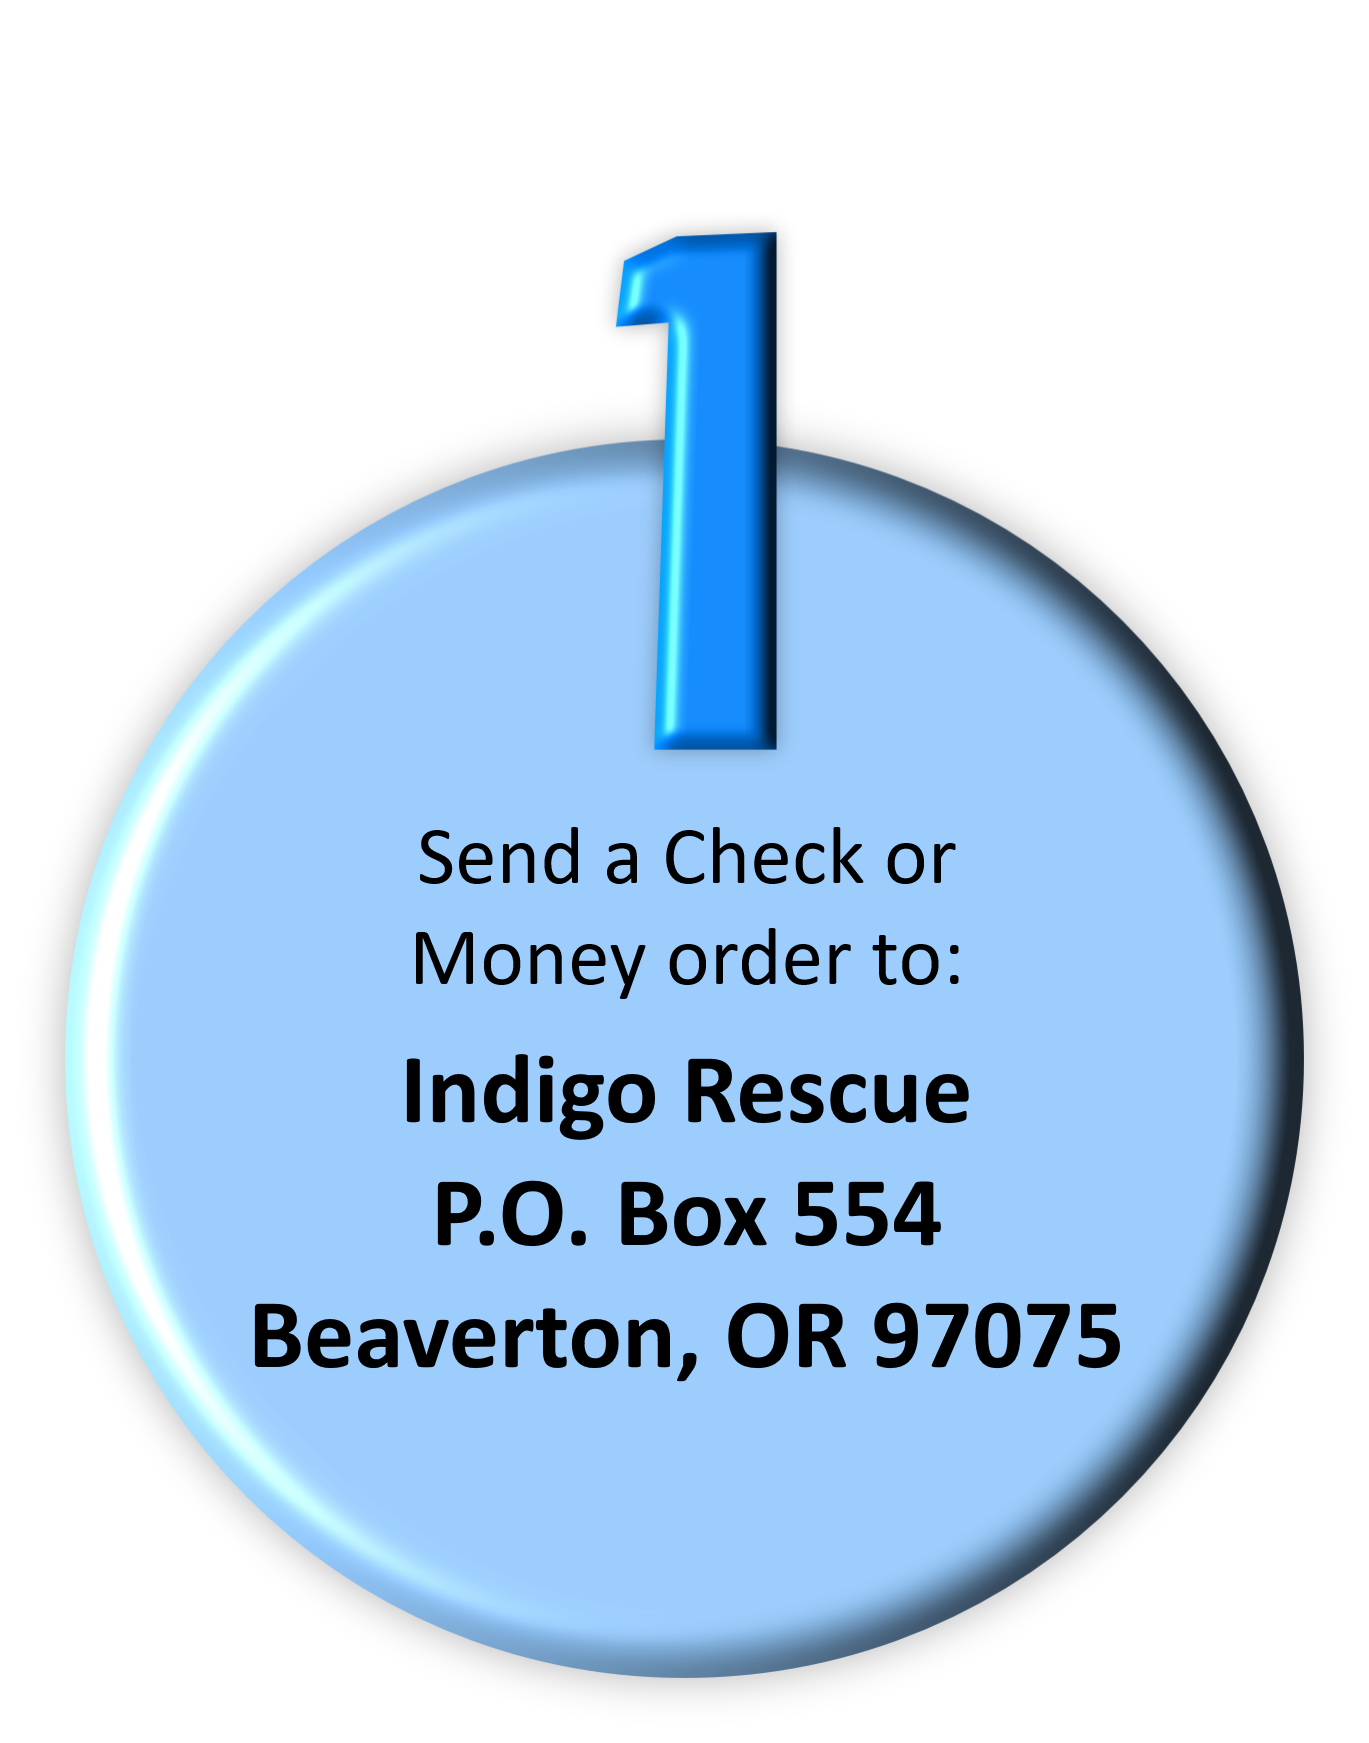 1
Send a Check or
Money order to:
Indigo Rescue
P.O. Box 554
Beaverton, OR 97075